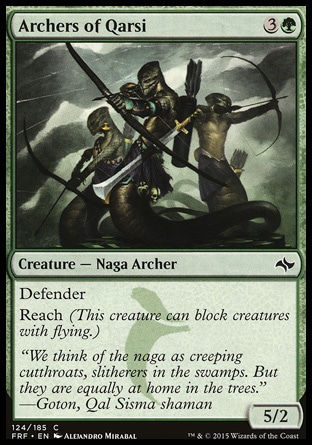 Archers of Qarsi 3
Creature — Naga Archer
Defender
Reach (This creature can block creatures
with flying.)
“We think of the naga as creeping
cutthroats, slitherers in the swamps. But
they are equally at home in the trees.”
—Goton, Qal Sisma shaman
5/2
124/185 C
FRF • EN Alejandro Mirabal
™ & © 2015 Wizards of the Coast